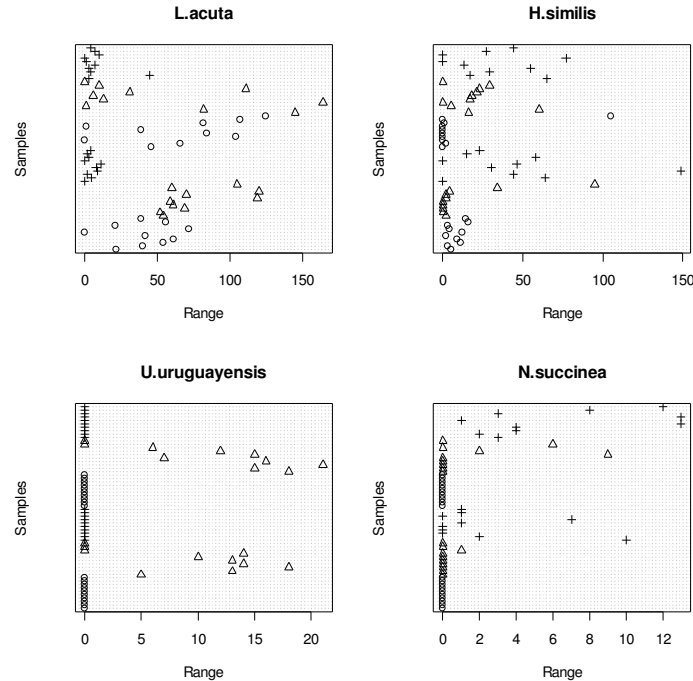 L.acuta
Samples
0 50 100 150
Range
H.similis
Samples
0 50 100 150
Range
U.uruguayensis
Samples
0 5 10 15 20
Range
N.succinea
Samples
0 2 4 6 8 10 12
Range